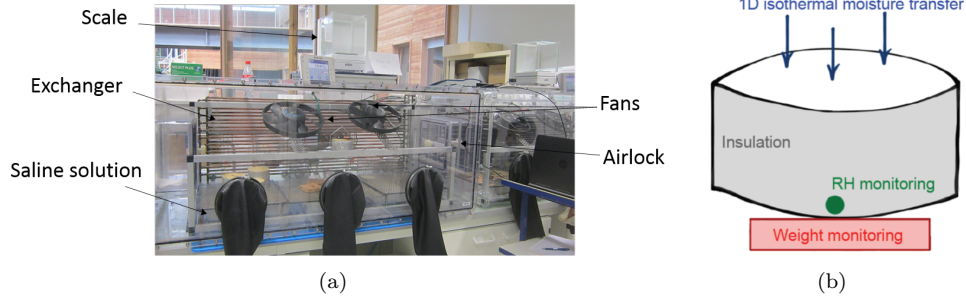 Scale
Exchanger
Fans
Airlock
Saline solution
(a)
1D isothermal moisture transfer
Insulation
RH monitoring
Weight monitoring
(b)